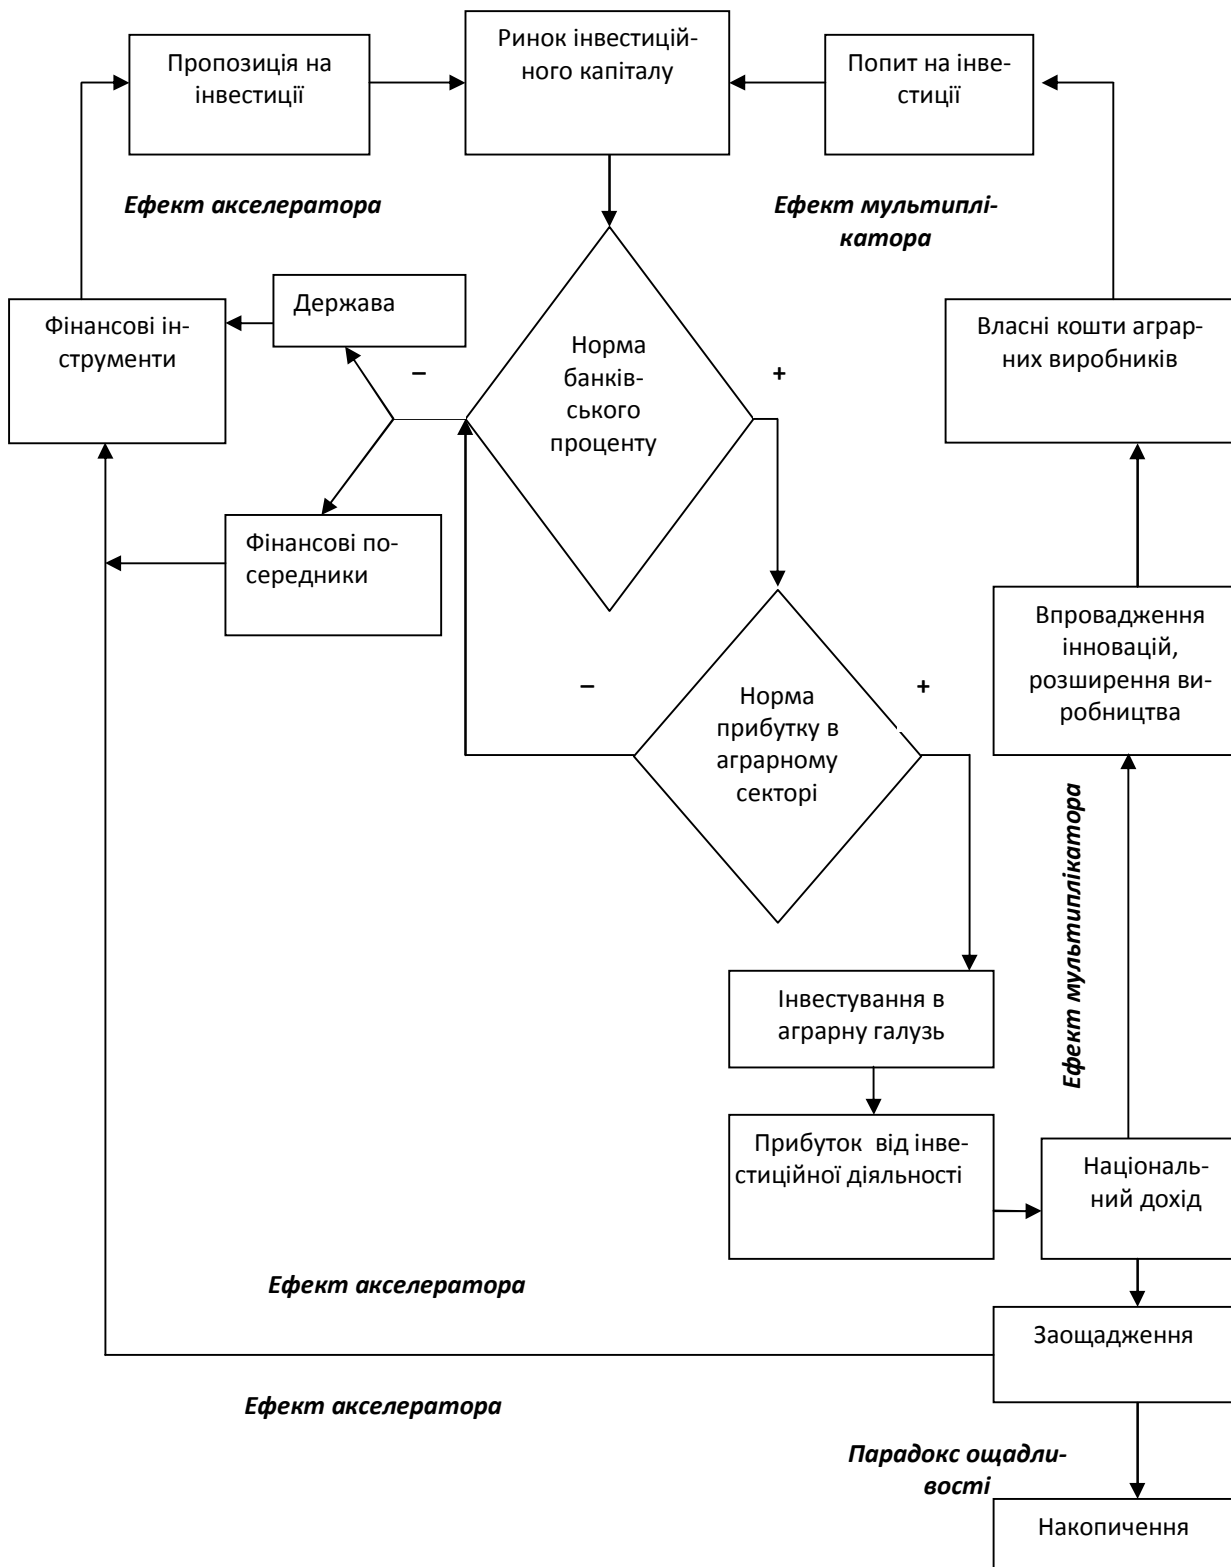 Пропозиція на
інвестиції
Ринок інвестицій-
ного капіталу
Попит на інве-
стиції
Ефект акселератора
Ефект мультиплі-
катора
Фінансові ін-
струменти
Держава
–
Норма
банків-
ського
проценту
+
Власні кошти аграр-
них виробників
Фінансові по-
середники
–
Норма
прибутку в
аграрному
секторі
+
Впровадження
інновацій,
розширення ви-
робництва
Ефект мультиплікатора
Інвестування в
аграрну галузь
Прибуток від інве-
стиційної діяльності
Національ-
ний дохід
Ефект акселератора
Заощадження
Ефект акселератора
Парадокс ощадли-
вості
Накопичення